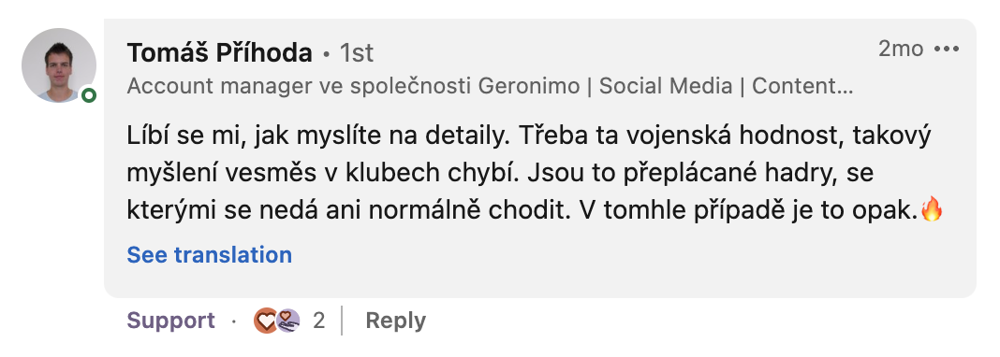 Tomáš Příhoda • 1st
2mo •••
Account manager ve společnosti Geronimo | Social Media | Content...
Líbí se mi, jak myslíte na detaily. Třeba ta vojenská hodnost, takový
myšlení vesměs v klubech chybí. Jsou to přeplácané hadry, se
kterými se nedá ani normálně chodit. V tomhle případě je to opak.🔥
See translation
Support · 2 | Reply